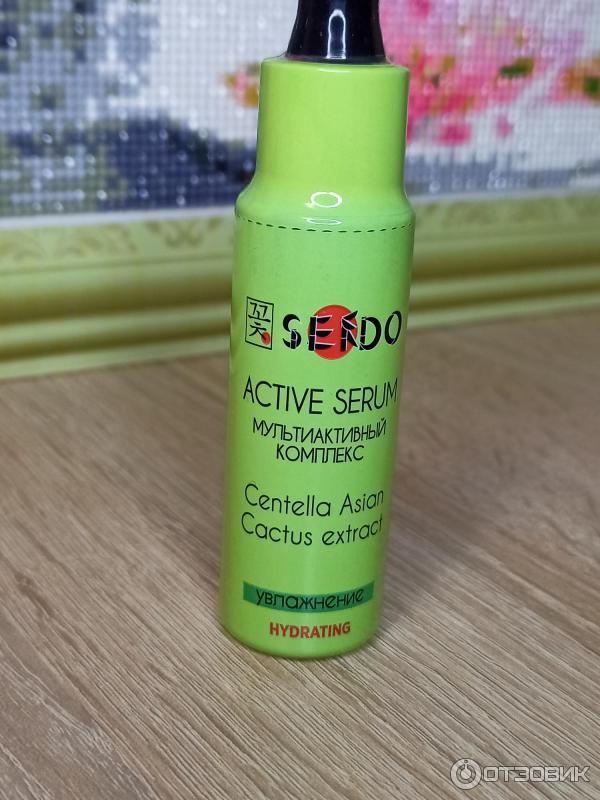 SENDO
ACTIVE SERUM
МУЛЬТИАКТИВНЫЙ
КОМПЛЕКС
Centella Asian
Cactus extract
увлажнение
HYDRATING
ОТЗОВИК